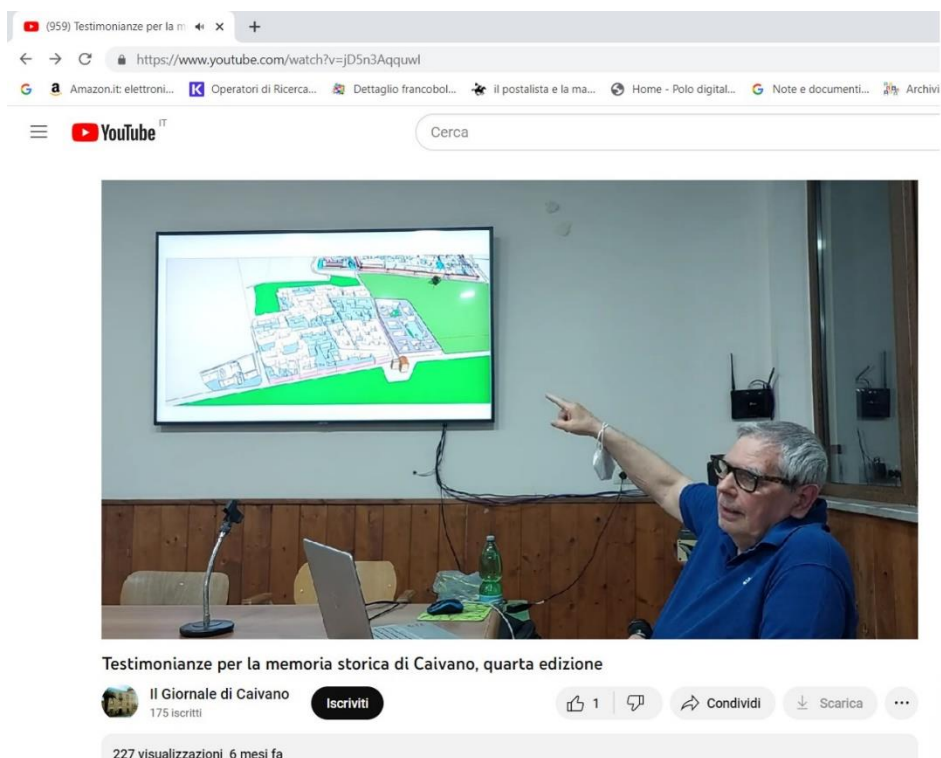 (959) Testimonianze per la m
https://www.youtube.com/watch?v=jD5n3AqquwI
Amazon.it: elettroni... Operatori di Ricerca... Dettaglio francobol... il postalista e la ma... Home - Polo digital... Note e documenti... Archivi
YouTube IT
Cerca
Testimonianze per la memoria storica di Caivano, quarta edizione
Il Giornale di Caivano
175 iscritti
Iscriviti
1
Condividi
Scarica
227 visualizzazioni 6 mesi fa